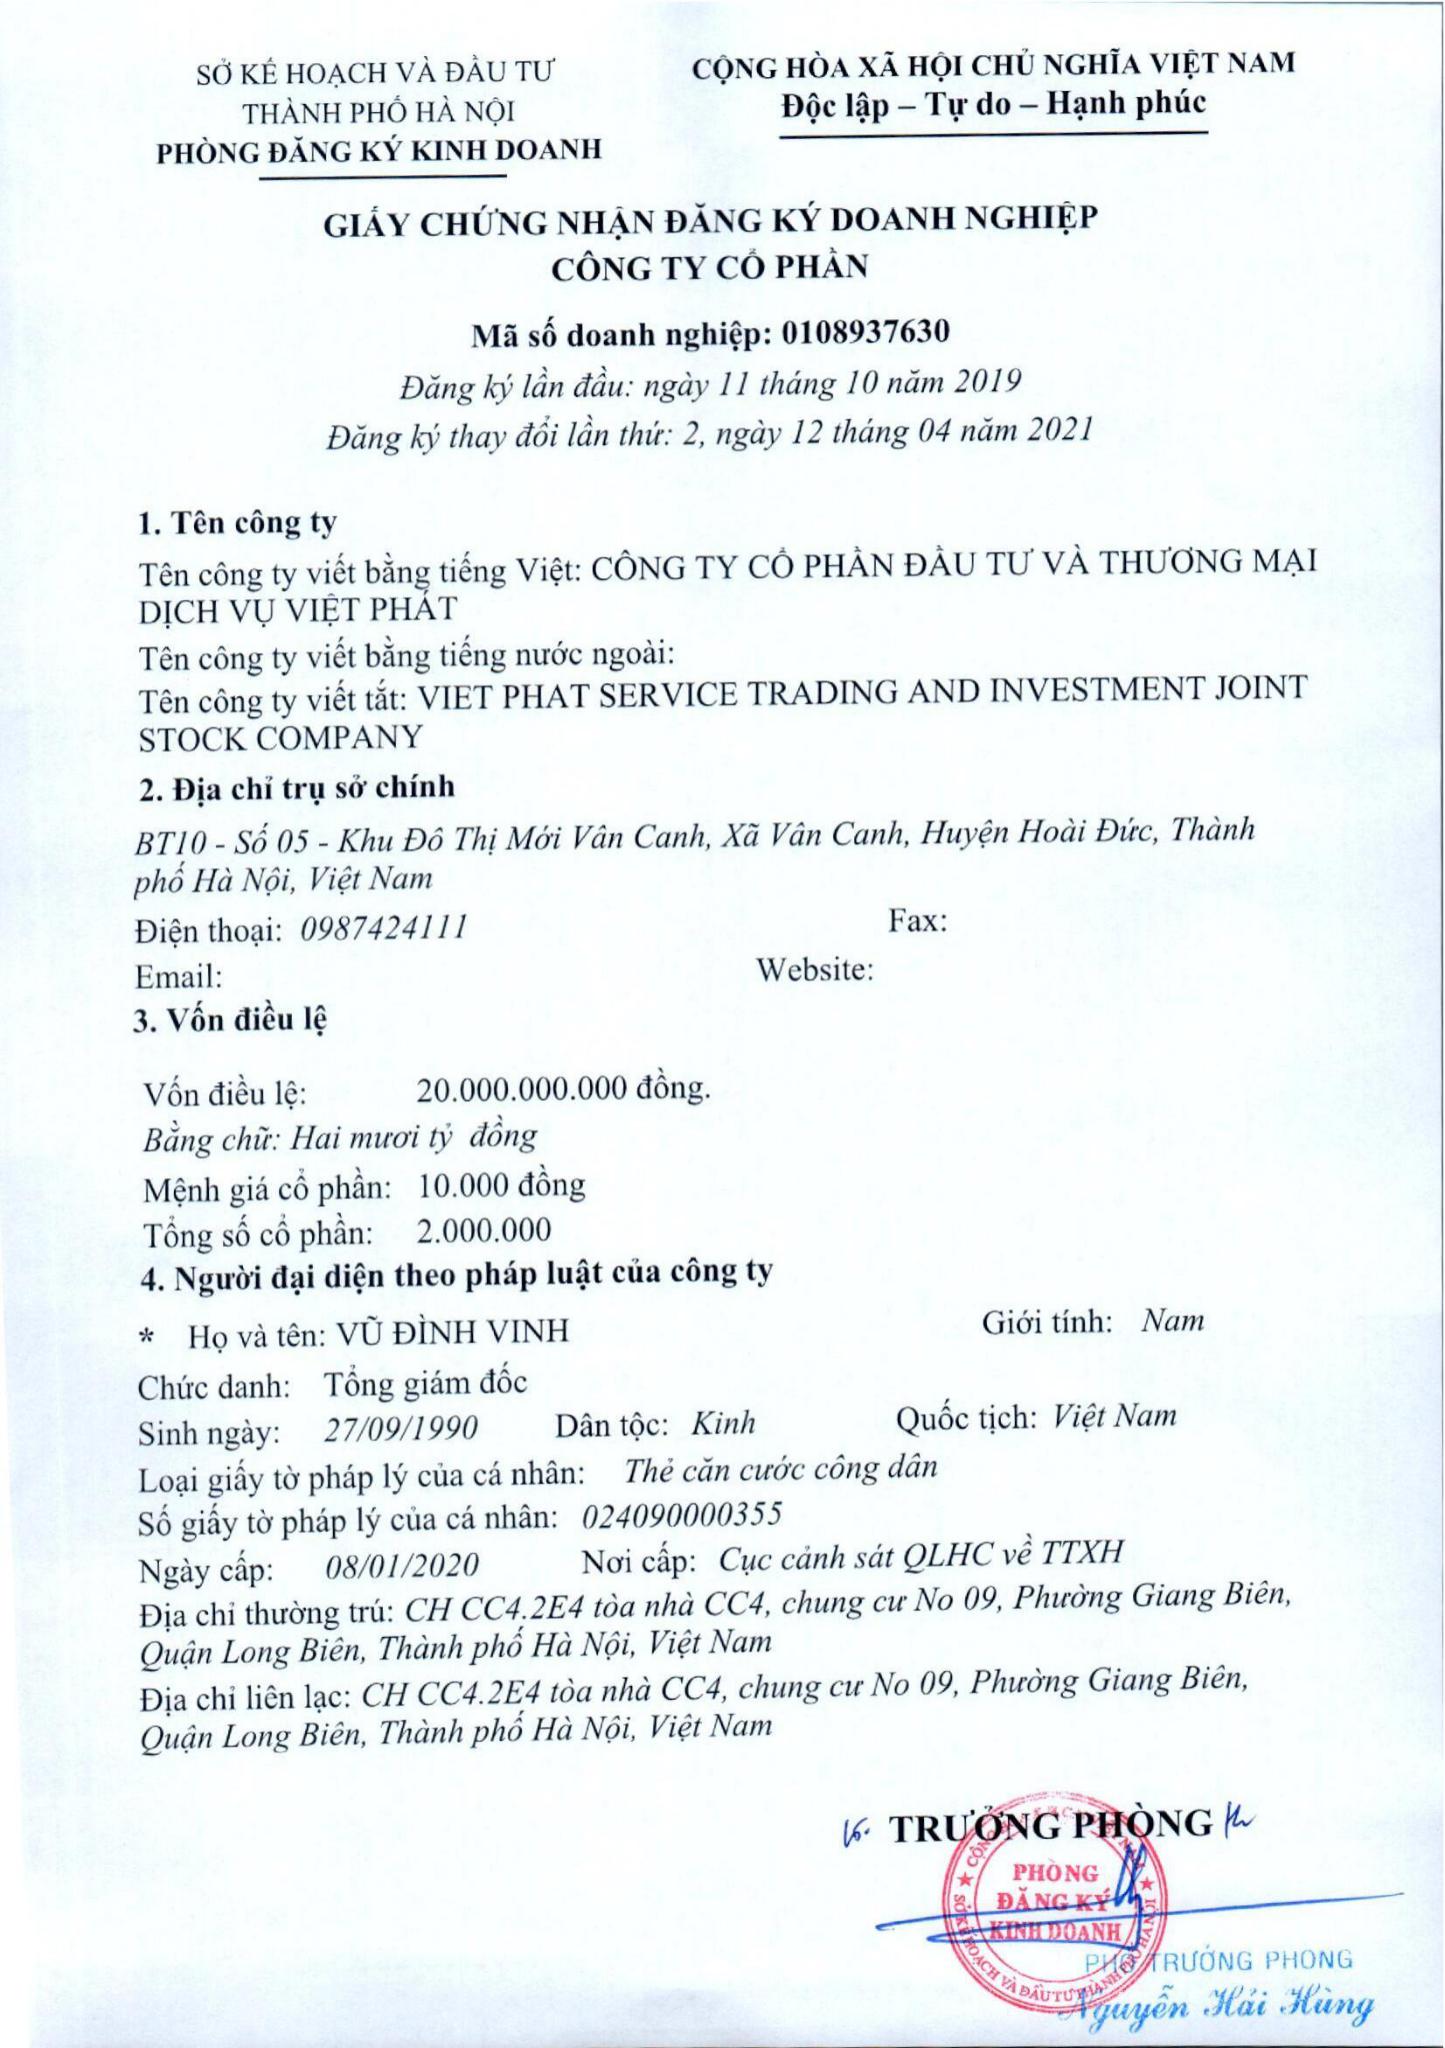 SỞ KẾ HOẠCH VÀ ĐẦU TƯ
THÀNH PHỐ HÀ NỘI
PHÒNG ĐĂNG KÝ KINH DOANH
CỘNG HÒA XÃ HỘI CHỦ NGHĨA VIỆT NAM
Độc lập – Tự do – Hạnh phúc
GIẤY CHỨNG NHẬN ĐĂNG KÝ DOANH NGHIỆP
CÔNG TY CỔ PHẦN
Mã số doanh nghiệp: 0108937630
Đăng ký lần đầu: ngày 11 tháng 10 năm 2019
Đăng ký thay đổi lần thứ: 2, ngày 12 tháng 04 năm 2021
1. Tên công ty
Tên công ty viết bằng tiếng Việt: CÔNG TY CỔ PHẦN ĐẦU TƯ VÀ THƯƠNG MẠI
DỊCH VỤ VIỆT PHÁT
Tên công ty viết bằng tiếng nước ngoài:
Tên công ty viết tắt: VIET PHAT SERVICE TRADING AND INVESTMENT JOINT
STOCK COMPANY
2. Địa chỉ trụ sở chính
BT10 - Số 05 - Khu Đô Thị Mới Vân Canh, Xã Vân Canh, Huyện Hoài Đức, Thành
phố Hà Nội, Việt Nam
Điện thoại: 0987424111 Fax:
Email: Website:
3. Vốn điều lệ
Vốn điều lệ: 20.000.000.000 đồng.
Bằng chữ: Hai mươi tỷ đồng
Mệnh giá cổ phần: 10.000 đồng
Tổng số cổ phần: 2.000.000
4. Người đại diện theo pháp luật của công ty
* Họ và tên: VŨ ĐÌNH VINH Giới tính: Nam
Chức danh: Tổng giám đốc
Sinh ngày: 27/09/1990 Dân tộc: Kinh Quốc tịch: Việt Nam
Loại giấy tờ pháp lý của cá nhân: Thẻ căn cước công dân
Số giấy tờ pháp lý của cá nhân: 024090000355
Ngày cấp: 08/01/2020 Nơi cấp: Cục cảnh sát QLHC về TTXH
Địa chỉ thường trú: CH CC4.2E4 tòa nhà CC4, chung cư No 09, Phường Giang Biên,
Quận Long Biên, Thành phố Hà Nội, Việt Nam
Địa chỉ liên lạc: CH CC4.2E4 tòa nhà CC4, chung cư No 09, Phường Giang Biên,
Quận Long Biên, Thành phố Hà Nội, Việt Nam
TRƯỞNG PHÒNG
PHÒNG
ĐĂNG KÝ
KINH DOANH
SỞ KẾ HOẠCH VÀ ĐẦU TƯ THÀNH PHỐ HÀ NỘI
PHÓ TRƯỞNG PHÒNG
Nguyễn Hải Hùng